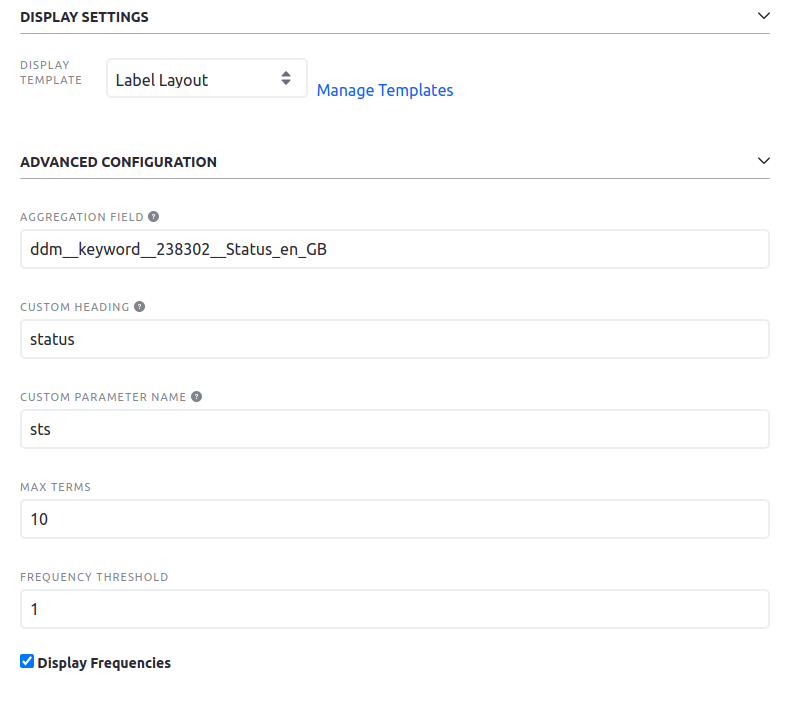 DISPLAY SETTINGS
DISPLAY
TEMPLATE
Label Layout
Manage Templates
ADVANCED CONFIGURATION
AGGREGATION FIELD ?
ddm__keyword__238302__Status_en_GB
CUSTOM HEADING ?
status
CUSTOM PARAMETER NAME ?
sts
MAX TERMS
10
FREQUENCY THRESHOLD
1
Display Frequencies